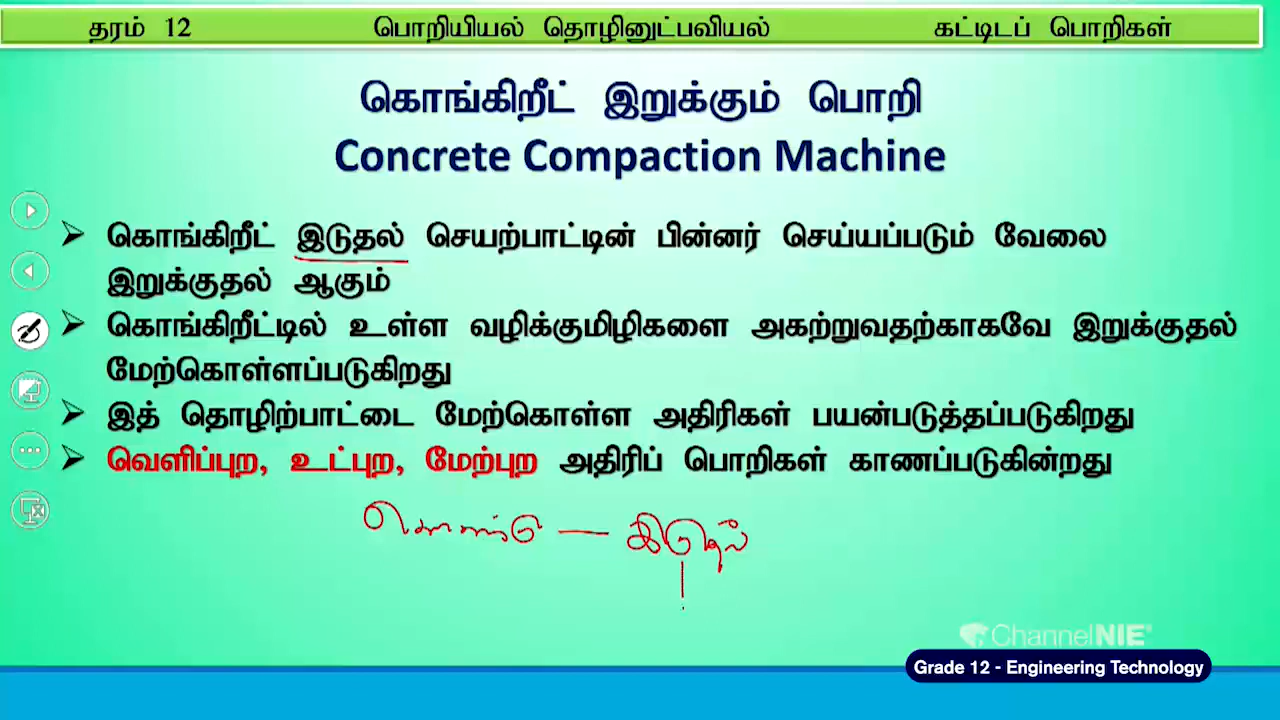 தரம் 12 பொறியியல் தொழினுட்பவியல் கட்டிடப் பொறிகள்
கொங்கிறீட் இறுக்கும் பொறி
Concrete Compaction Machine
➢ கொங்கிறீட் இடுதல் செயற்பாட்டின் பின்னர் செய்யப்படும் வேலை
இறுக்குதல் ஆகும்
➢ கொங்கிறீட்டில் உள்ள வழிக்குமிழிகளை அகற்றுவதற்காகவே இறுக்குதல்
மேற்கொள்ளப்படுகிறது
➢ இத் தொழிற்பாட்டை மேற்கொள்ள அதிரிகள் பயன்படுத்தப்படுகிறது
➢ வெளிப்புற, உட்புற, மேற்புற அதிரிப் பொறிகள் காணப்படுகின்றது
இடுதல்
ChannelNIE
Grade 12 - Engineering Technology